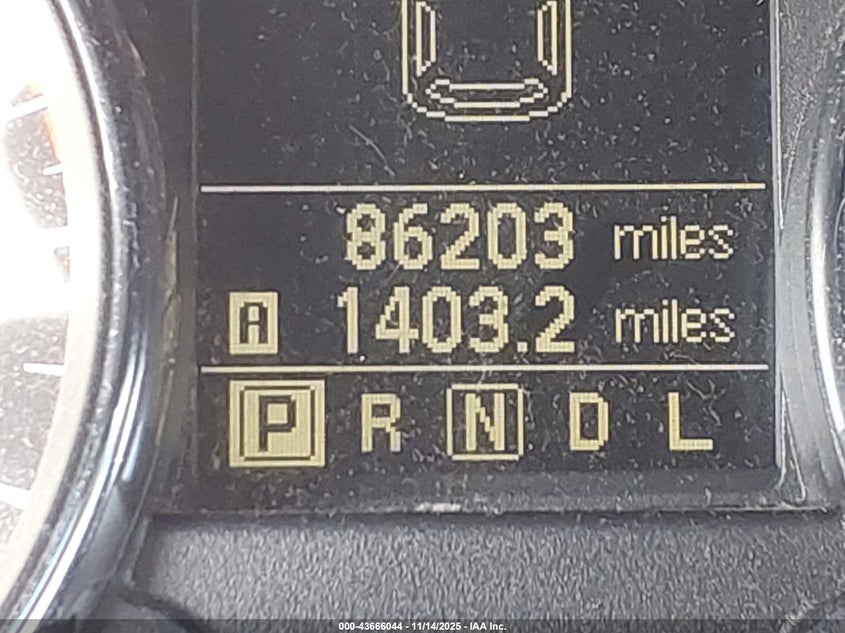 86203 miles
A 1403.2 miles
P R N D L
000-43666044 - 11/14/2025 - IAA Inc.